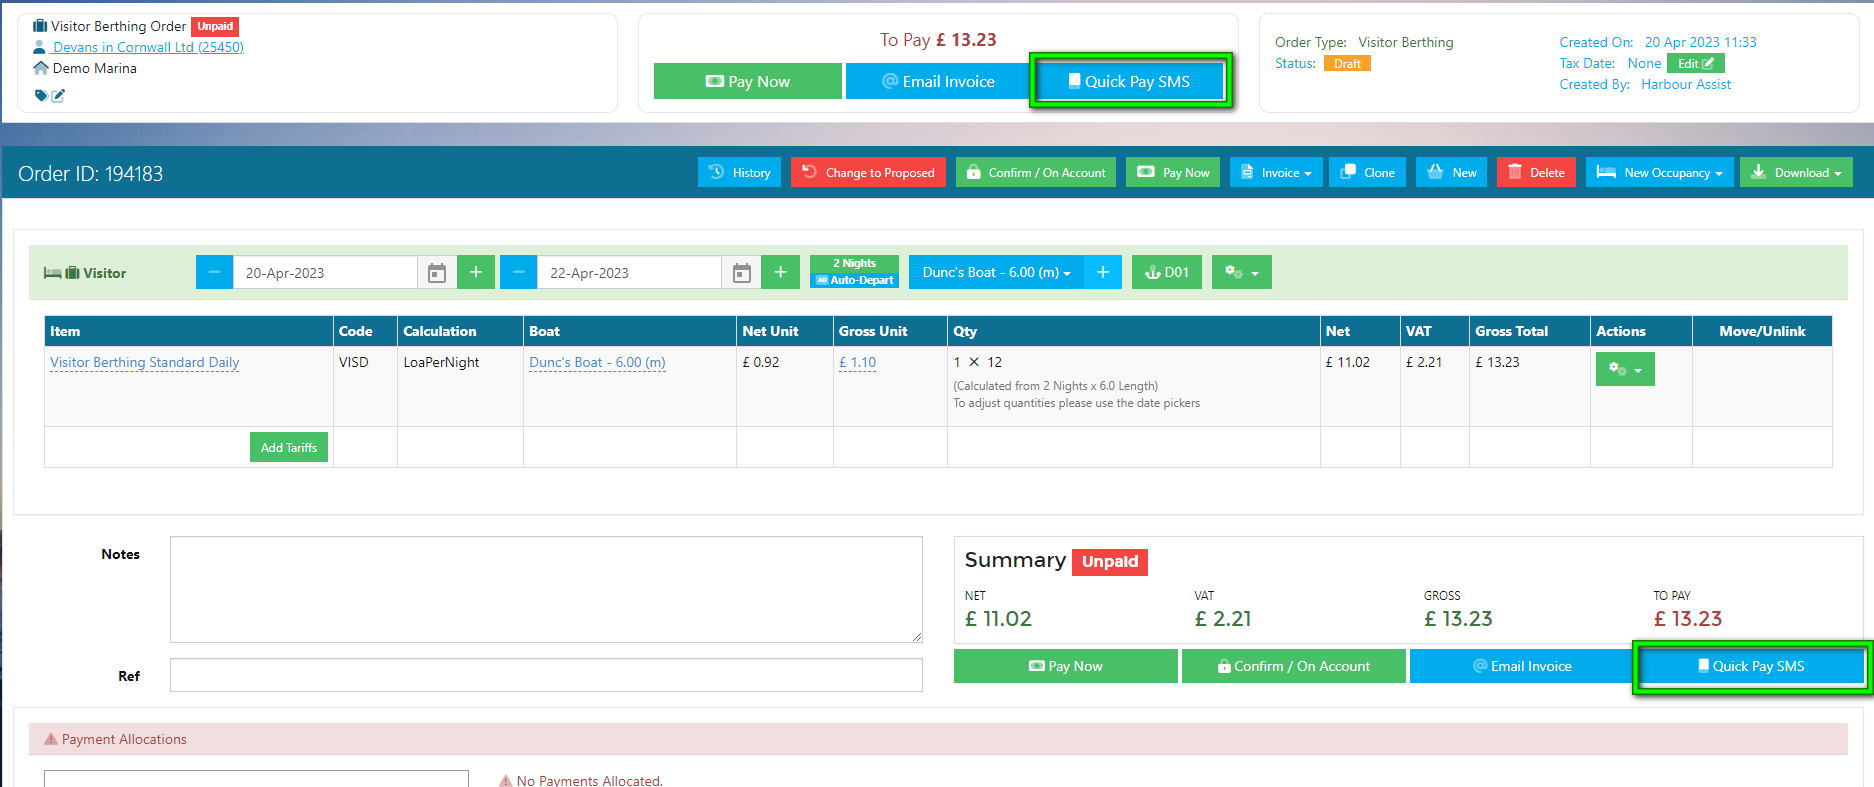 Visitor Berthing Order Unpaid
Devans in Cornwall Ltd (25450)
Demo Marina
To Pay £ 13.23
Pay Now @ Email Invoice Quick Pay SMS
Order Type: Visitor Berthing
Status: Draft
Created On: 20 Apr 2023 11:33
Tax Date: None Edit
Created By: Harbour Assist
Order ID: 194183
History Change to Proposed Confirm / On Account Pay Now Invoice Clone New Delete New Occupancy Download
Visitor − 20-Apr-2023 + − 22-Apr-2023 + 2 Nights Dunc's Boat - 6.00 (m) + D01
AD Auto-Depart
Item Code Calculation Boat Net Unit Gross Unit Qty Net VAT Gross Total Actions Move/Unlink
Visitor Berthing Standard Daily VISD LoaPerNight Dunc's Boat - 6.00 (m) £ 0.92 £ 1.10 1 × 12 £ 11.02 £ 2.21 £ 13.23
(Calculated from 2 Nights x 6.0 Length)
To adjust quantities please use the date pickers
Add Tariffs
Notes
Ref
Summary Unpaid
NET VAT GROSS TO PAY
£ 11.02 £ 2.21 £ 13.23 £ 13.23
Pay Now Confirm / On Account @ Email Invoice Quick Pay SMS
Payment Allocations
No Payments Allocated.